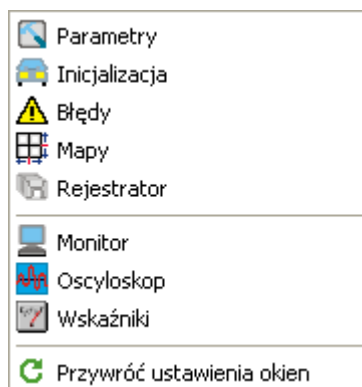 Parametry
Inicjalizacja
Błędy
Mapy
Rejestrator
Monitor
Oscyloskop
Wskaźniki
Przywróć ustawienia okien